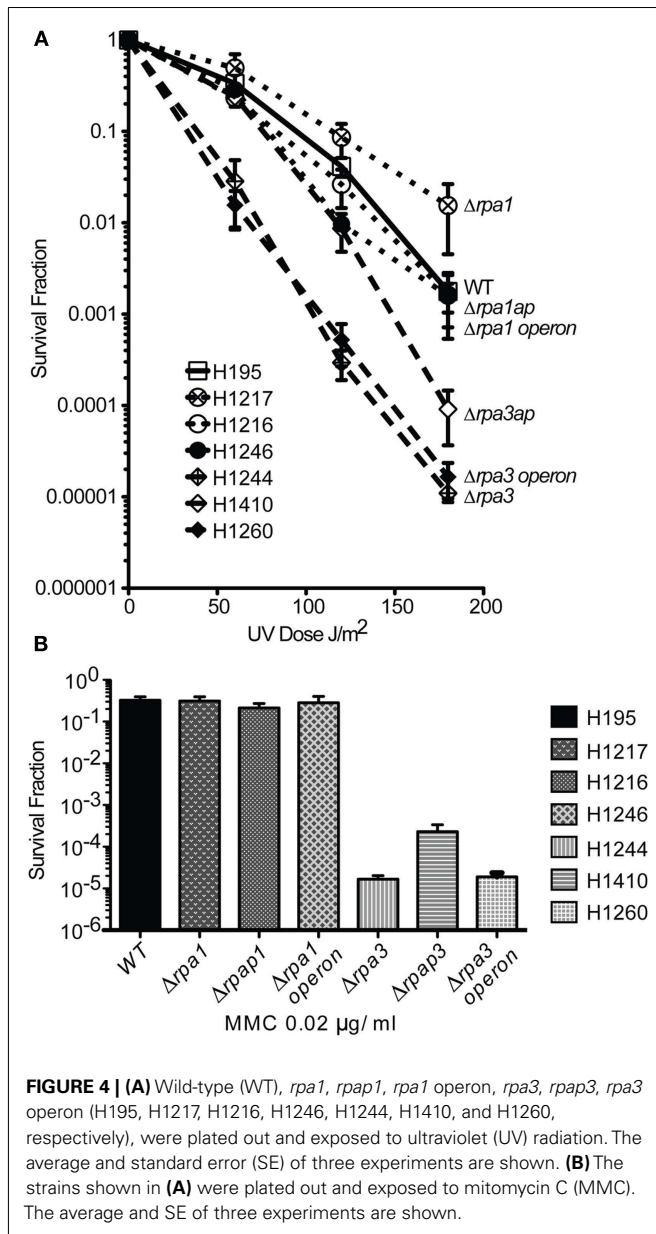 A
1
0.1
0.01
0.001
0.0001
0.00001
0.000001
Survival Fraction
H195
H1217
H1216
H1246
H1244
H1410
H1260
Δrpa1
WT
Δrpa1ap
Δrpa1 operon
Δrpa3ap
Δrpa3 operon
Δrpa3
0 50 100 150 200
UV Dose J/m²
B
10⁰
10⁻¹
10⁻²
10⁻³
10⁻⁴
10⁻⁵
10⁻⁶
Survival Fraction
WT
Δrpa1
Δrpap1
Δrpa1
operon
Δrpa3
Δrpap3
Δrpa3
operon
MMC 0.02 µg/ ml
H195
H1217
H1216
H1246
H1244
H1410
H1260
FIGURE 4 | (A) Wild-type (WT), rpa1, rpap1, rpa1 operon, rpa3, rpap3, rpa3
operon (H195, H1217, H1216, H1246, H1244, H1410, and H1260,
respectively), were plated out and exposed to ultraviolet (UV) radiation. The
average and standard error (SE) of three experiments are shown. (B) The
strains shown in (A) were plated out and exposed to mitomycin C (MMC).
The average and SE of three experiments are shown.